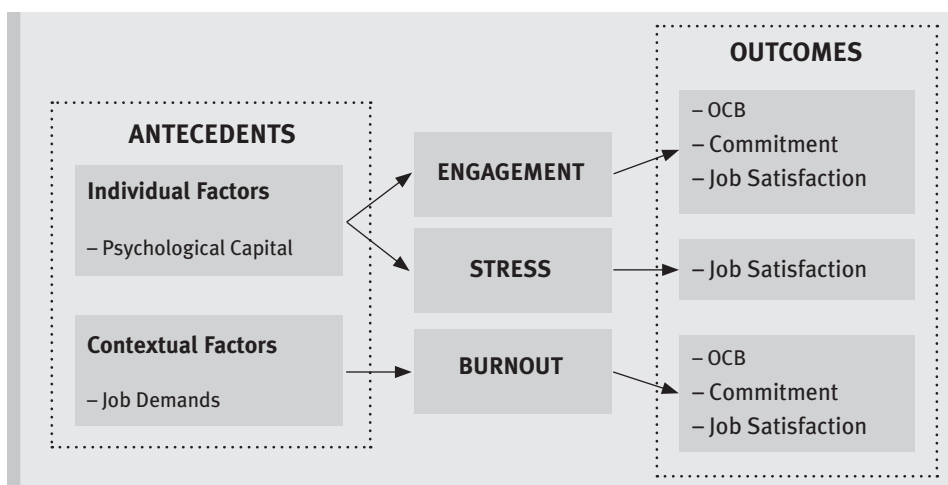 ANTECEDENTS
Individual Factors
– Psychological Capital
Contextual Factors
– Job Demands
ENGAGEMENT
STRESS
BURNOUT
OUTCOMES
– OCB
– Commitment
– Job Satisfaction
– Job Satisfaction
– OCB
– Commitment
– Job Satisfaction